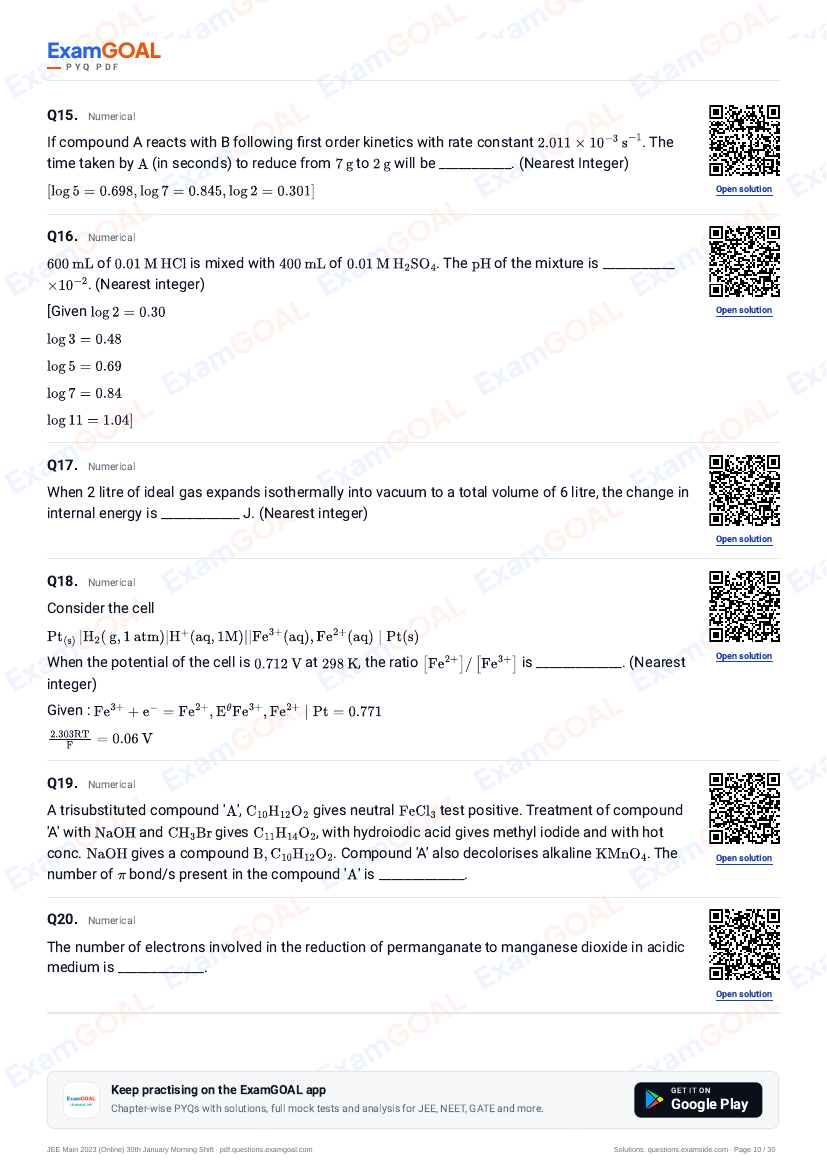 ExamGOAL
PYQ PDF
Q15. Numerical
If compound A reacts with B following first order kinetics with rate constant 2.011 × 10⁻³ s⁻¹. The
time taken by A (in seconds) to reduce from 7 g to 2 g will be ___________. (Nearest Integer)
[log 5 = 0.698, log 7 = 0.845, log 2 = 0.301]
Open solution
Q16. Numerical
600 mL of 0.01 M HCl is mixed with 400 mL of 0.01 M H₂SO₄. The pH of the mixture is ___________
×10⁻². (Nearest integer)
[Given log 2 = 0.30
log 3 = 0.48
log 5 = 0.69
log 7 = 0.84
log 11 = 1.04]
Open solution
Q17. Numerical
When 2 litre of ideal gas expands isothermally into vacuum to a total volume of 6 litre, the change in
internal energy is ____________ J. (Nearest integer)
Open solution
Q18. Numerical
Consider the cell
Pt₍ₛ₎ |H₂( g, 1 atm)|H⁺(aq, 1M)||Fe³⁺(aq), Fe²⁺(aq) | Pt(s)
When the potential of the cell is 0.712 V at 298 K, the ratio [Fe²⁺]/ [Fe³⁺] is _____________. (Nearest
integer)
Given : Fe³⁺ + e⁻ = Fe²⁺, E^θFe³⁺, Fe²⁺ | Pt = 0.771
2.303RT/F = 0.06 V
Open solution
Q19. Numerical
A trisubstituted compound 'A', C₁₀H₁₂O₂ gives neutral FeCl₃ test positive. Treatment of compound
'A' with NaOH and CH₃Br gives C₁₁H₁₄O₂, with hydroiodic acid gives methyl iodide and with hot
conc. NaOH gives a compound B, C₁₀H₁₂O₂. Compound 'A' also decolorises alkaline KMnO₄. The
number of π bond/s present in the compound 'A' is _____________.
Open solution
Q20. Numerical
The number of electrons involved in the reduction of permanganate to manganese dioxide in acidic
medium is _____________.
Open solution
Keep practising on the ExamGOAL app
Chapter-wise PYQs with solutions, full mock tests and analysis for JEE, NEET, GATE and more.
GET IT ON
Google Play
JEE Main 2023 (Online) 30th January Morning Shift · pdf.questions.examgoal.com
Solutions: questions.examside.com · Page 10 / 30